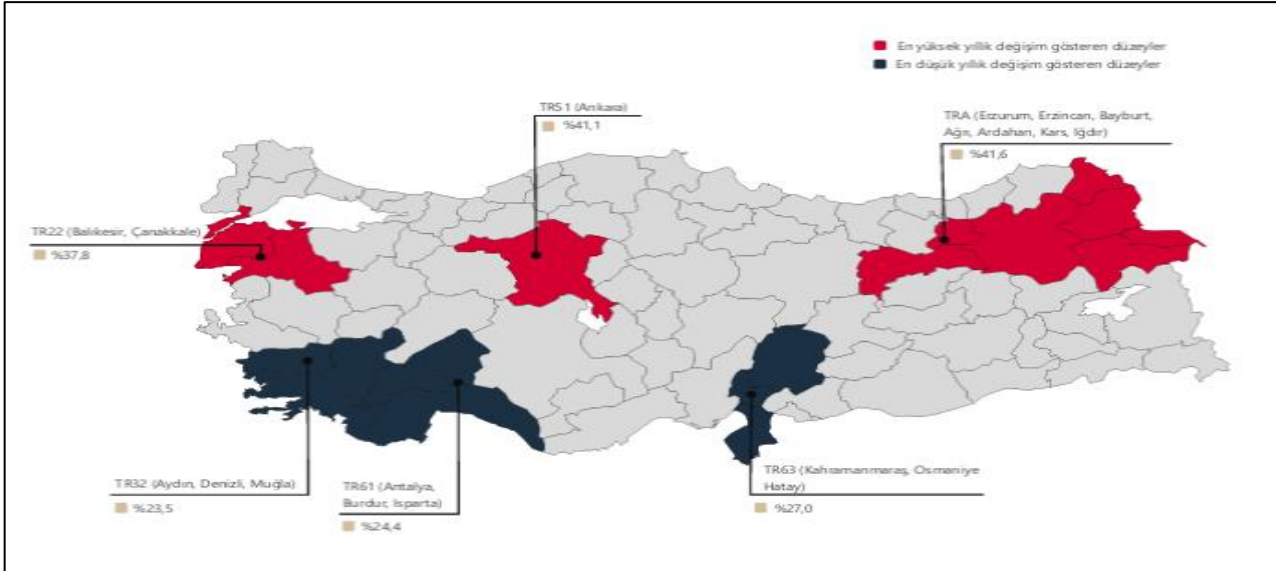 En yüksek yıllık değişim gösteren düzeyler
En düşük yıllık değişim gösteren düzeyler
TR51 (Ankara)
%41,1
TRA (Erzurum, Erzincan, Bayburt,
Ağrı, Ardahan, Kars, Iğdır)
%41,6
TR22 (Balıkesir, Çanakkale)
%37,8
TR32 (Aydın, Denizli, Muğla)
%23,5
TR61 (Antalya,
Burdur, Isparta)
%24,4
TR63 (Kahramanmaraş, Osmaniye
Hatay)
%27,0